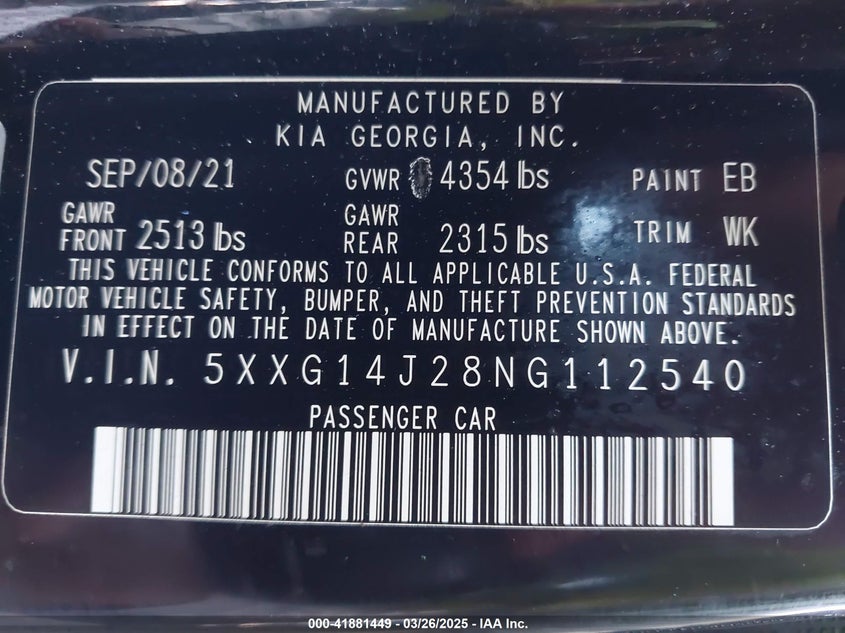 MANUFACTURED BY
KIA GEORGIA, INC.
SEP/08/21 GVWR 4354 lbs PAINT EB
GAWR FRONT 2513 lbs GAWR REAR 2315 lbs TRIM WK
THIS VEHICLE CONFORMS TO ALL APPLICABLE U.S.A. FEDERAL
MOTOR VEHICLE SAFETY, BUMPER, AND THEFT PREVENTION STANDARDS
IN EFFECT ON THE DATE OF MANUFACTURE SHOWN ABOVE.
V.I.N. 5XXG14J28NG112540
PASSENGER CAR
000-41881449 - 03/26/2025 - IAA Inc.